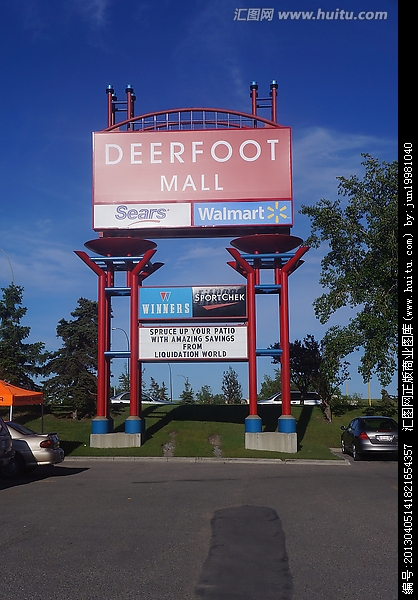 汇图网 www.huitu.com
DEERFOOT
MALL
Sears
Walmart
WINNERS
SPORTCHEK
SPRUCE UP YOUR PATIO
WITH AMAZING SAVINGS
FROM
LIQUIDATION WORLD
编号:20130405141821654357 汇图网正版商业图库(www.huitu.com) by:jun19981040